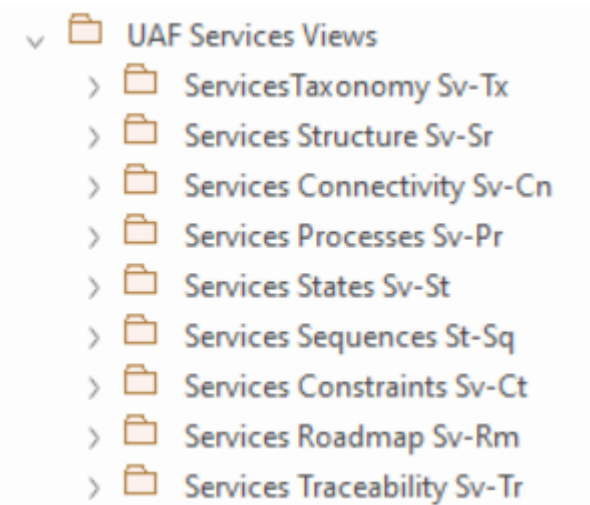 UAF Services Views
ServicesTaxonomy Sv-Tx
Services Structure Sv-Sr
Services Connectivity Sv-Cn
Services Processes Sv-Pr
Services States Sv-St
Services Sequences St-Sq
Services Constraints Sv-Ct
Services Roadmap Sv-Rm
Services Traceability Sv-Tr